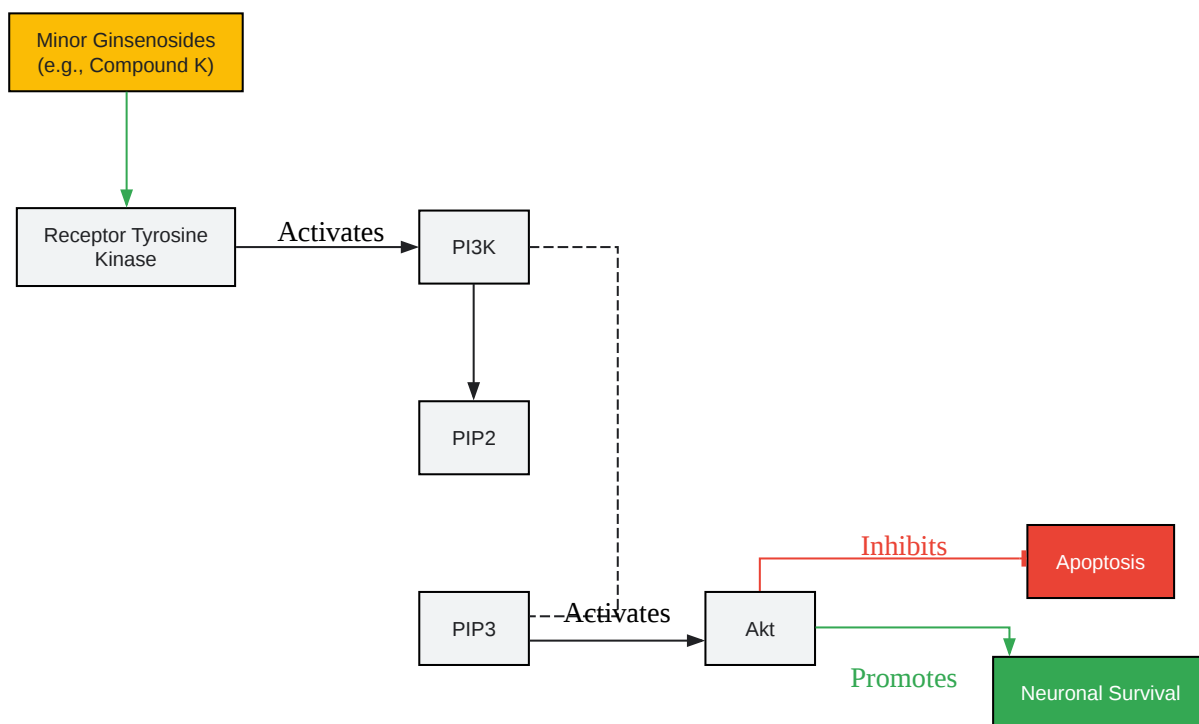 Minor Ginsenosides
(e.g., Compound K)
Receptor Tyrosine
Kinase
Activates
PI3K
PIP2
PIP3
Activates
Akt
Inhibits
Apoptosis
Promotes
Neuronal Survival